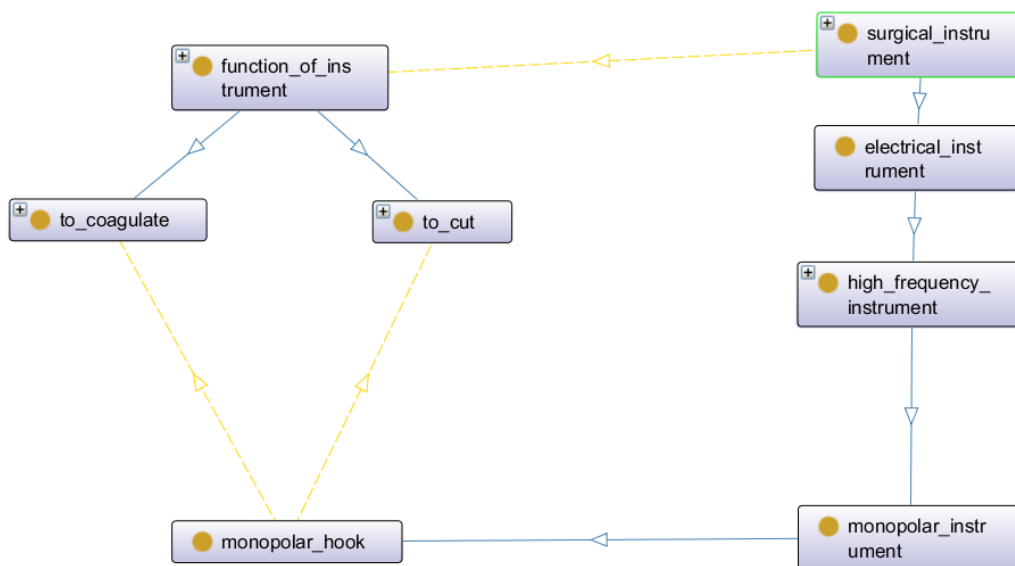 surgical_instru
ment
function_of_ins
trument
electrical_inst
rument
to_coagulate
to_cut
high_frequency_
instrument
monopolar_hook
monopolar_instr
ument